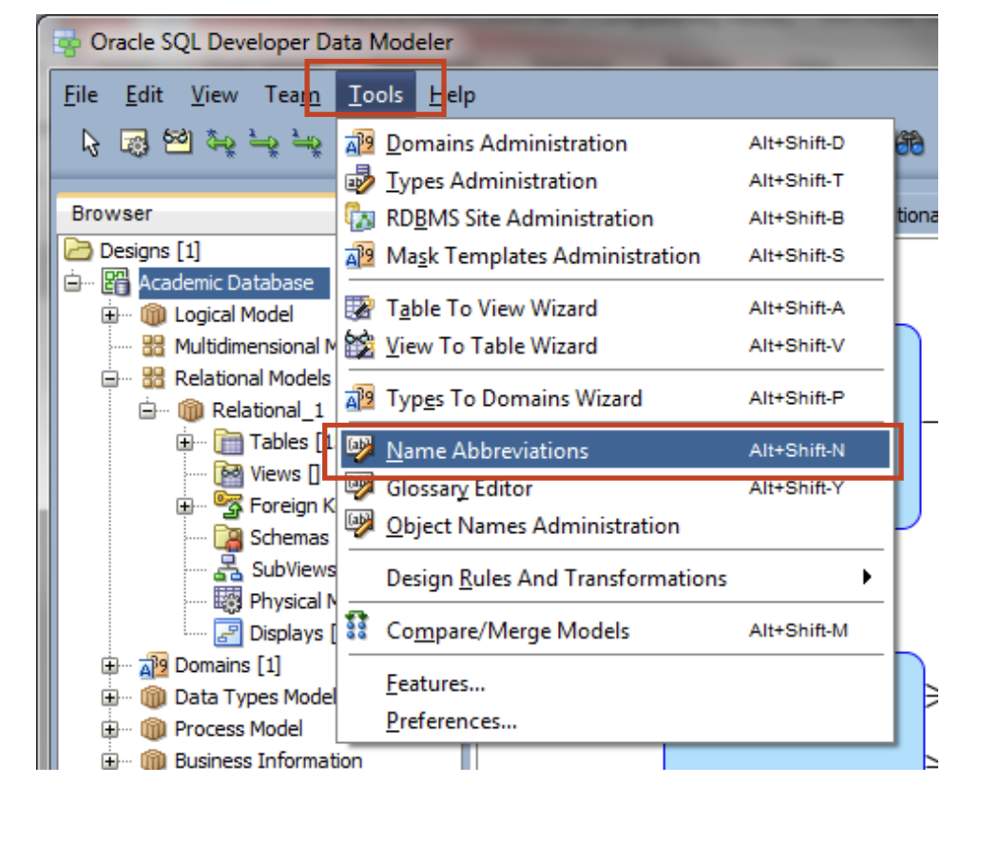 Oracle SQL Developer Data Modeler
File Edit View Team Tools Help
Domains Administration Alt+Shift-D
Types Administration Alt+Shift-T
RDBMS Site Administration Alt+Shift-B
Mask Templates Administration Alt+Shift-S
Table To View Wizard Alt+Shift-A
View To Table Wizard Alt+Shift-V
Types To Domains Wizard Alt+Shift-P
Name Abbreviations Alt+Shift-N
Glossary Editor Alt+Shift-Y
Object Names Administration
Design Rules And Transformations
Compare/Merge Models Alt+Shift-M
Features...
Preferences...
Browser
Designs [1]
Academic Database
Logical Model
Multidimensional M
Relational Models
Relational_1
Tables [1
Views []
Foreign K
Schemas
SubViews
Physical M
Displays [
Domains [1]
Data Types Model
Process Model
Business Information
tiona